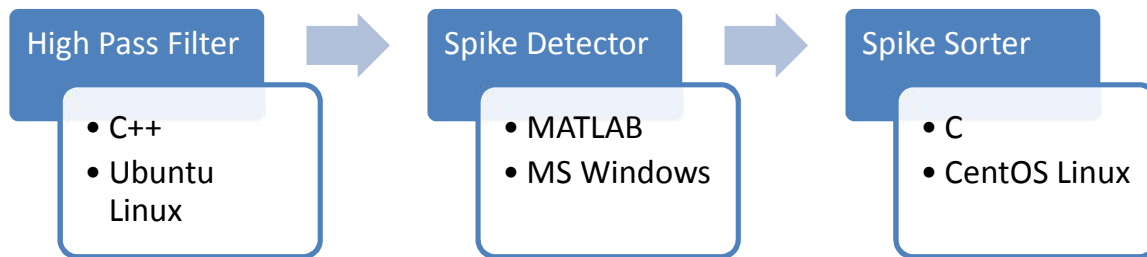 High Pass Filter
• C++
• Ubuntu
Linux
Spike Detector
• MATLAB
• MS Windows
Spike Sorter
• C
• CentOS Linux